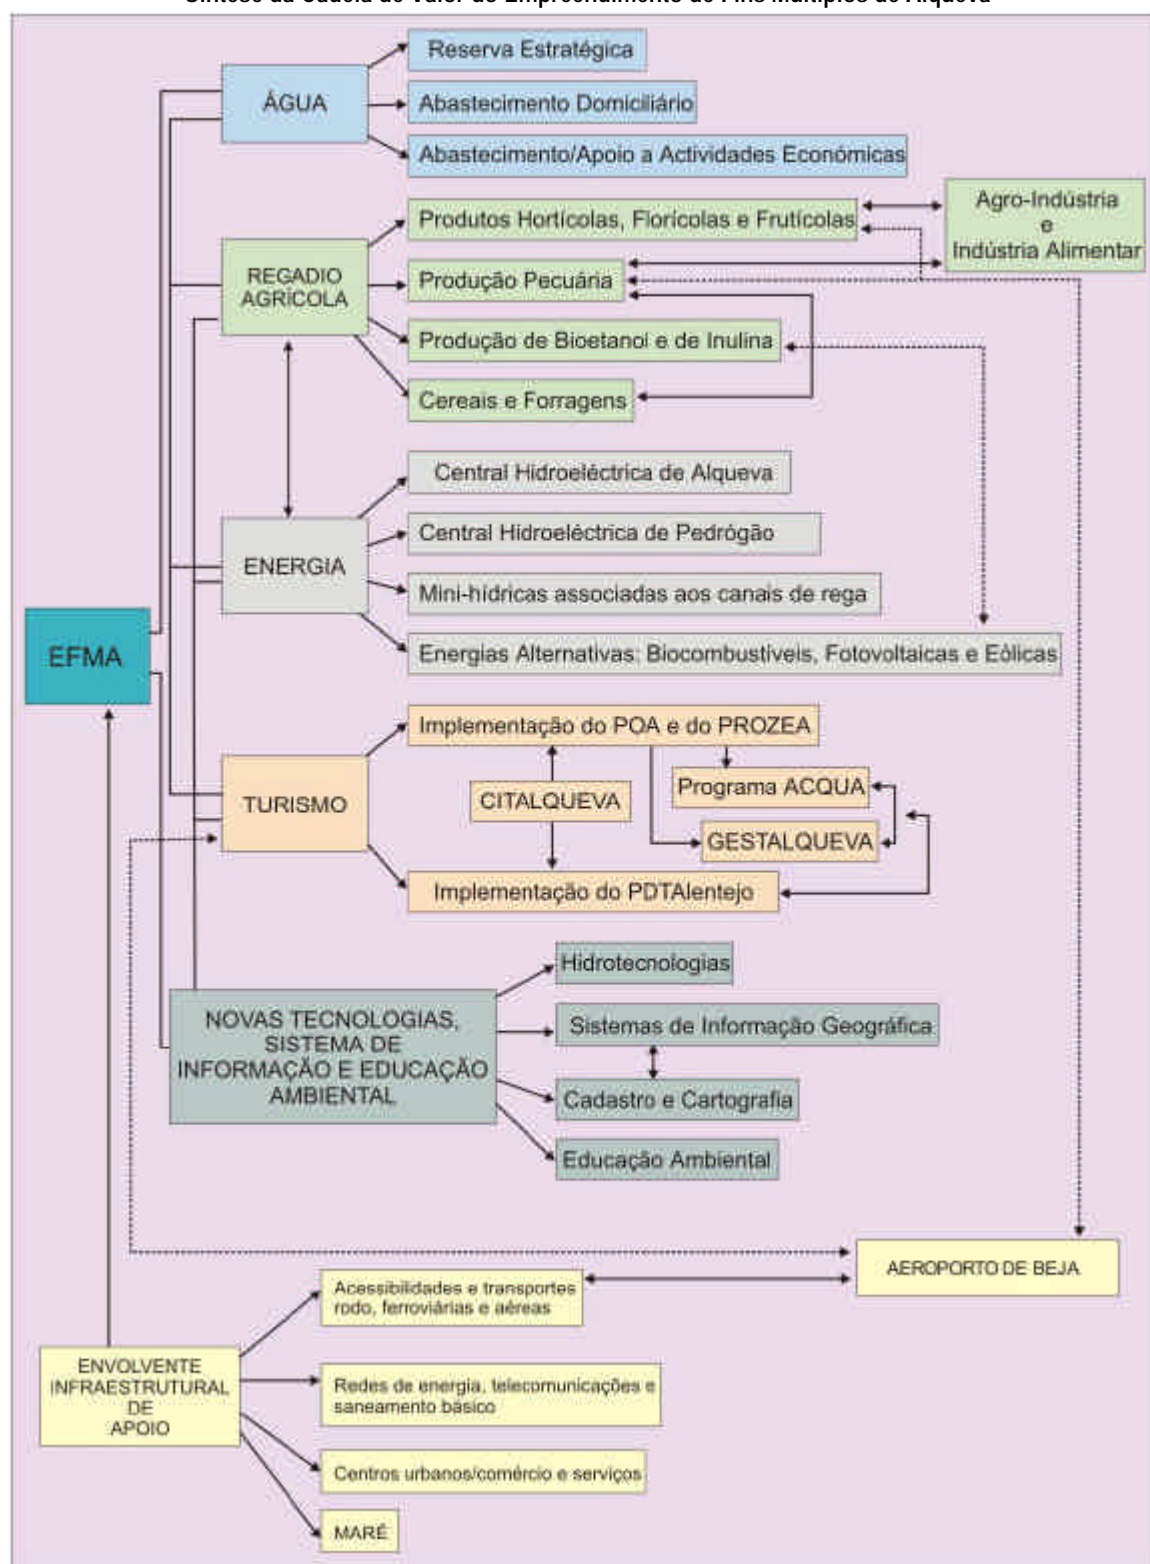 Síntese da Cadeia de Valor do Empreendimento de Fins Múltiplos de Alqueva
Reserva Estratégica
ÁGUA
Abastecimento Domiciliário
Abastecimento/Apoio a Actividades Económicas
Produtos Hortícolas, Florícolas e Frutícolas
Agro-Indústria
e
Indústria Alimentar
REGADIO
AGRÍCOLA
Produção Pecuária
Produção de Bioetanol e de Inulina
Cereais e Forragens
Central Hidroeléctrica de Alqueva
Central Hidroeléctrica de Pedrógão
ENERGIA
Mini-hídricas associadas aos canais de rega
Energias Alternativas: Biocombustíveis, Fotovoltaicas e Eólicas
EFMA
Implementação do POA e do PROZEA
TURISMO
CITALQUEVA
Programa ACQUA
GESTALQUEVA
Implementação do PDTAlentejo
Hidrotecnologias
NOVAS TECNOLOGIAS,
SISTEMA DE
INFORMAÇÃO E EDUCAÇÃO
AMBIENTAL
Sistemas de Informação Geográfica
Cadastro e Cartografia
Educação Ambiental
AEROPORTO DE BEJA
Acessibilidades e transportes
rodo, ferroviárias e aéreas
ENVOLVENTE
INFRAESTRUTURAL
DE
APOIO
Redes de energia, telecomunicações e
saneamento básico
Centros urbanos/comércio e serviços
MARÉ